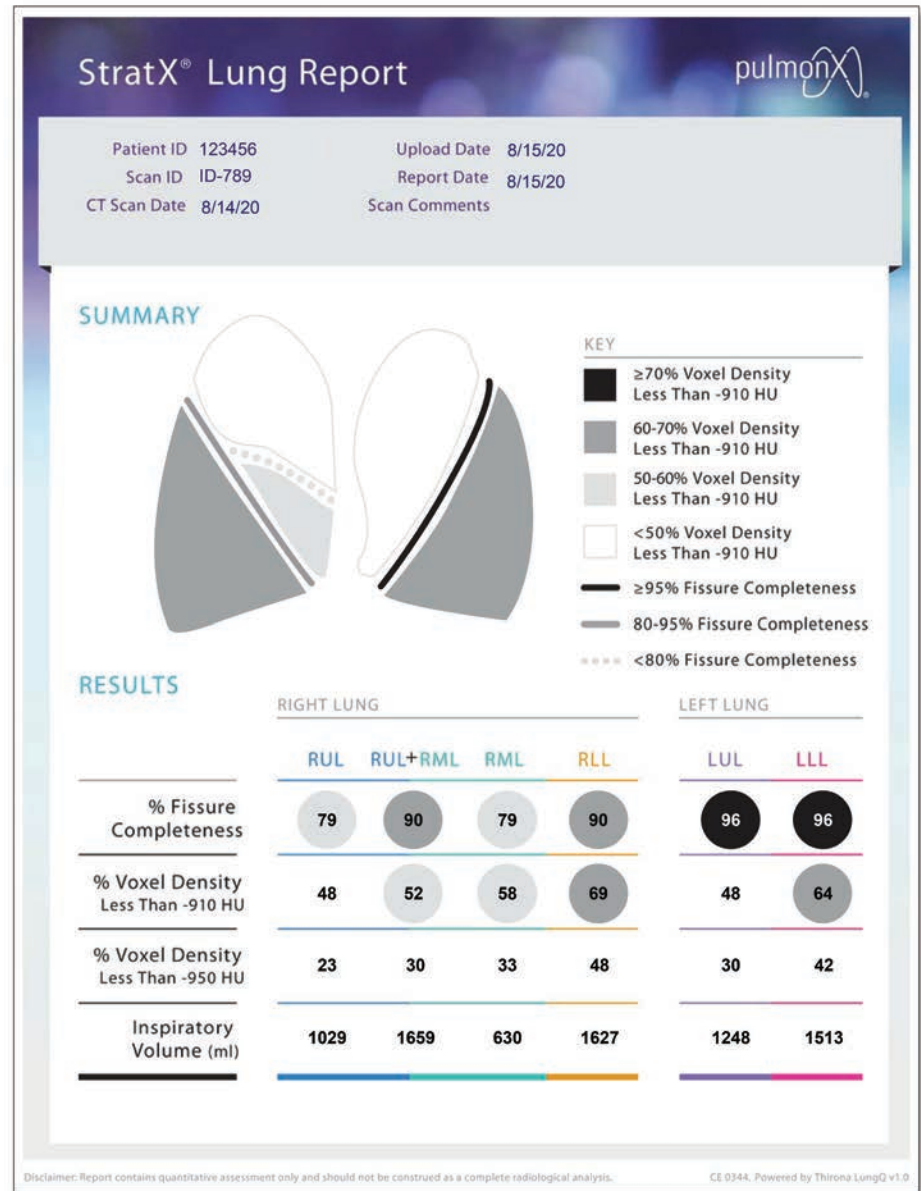 StratX® Lung Report
pulmonX®
Patient ID 123456
Scan ID ID-789
CT Scan Date 8/14/20
Upload Date 8/15/20
Report Date 8/15/20
Scan Comments
SUMMARY
KEY
≥70% Voxel Density
Less Than -910 HU
60-70% Voxel Density
Less Than -910 HU
50-60% Voxel Density
Less Than -910 HU
<50% Voxel Density
Less Than -910 HU
≥95% Fissure Completeness
80-95% Fissure Completeness
<80% Fissure Completeness
RESULTS
RIGHT LUNG LEFT LUNG
RUL RUL+RML RML RLL LUL LLL
% Fissure
Completeness
79 90 79 90 96 96
% Voxel Density
Less Than -910 HU
48 52 58 69 48 64
% Voxel Density
Less Than -950 HU
23 30 33 48 30 42
Inspiratory
Volume (ml)
1029 1659 630 1627 1248 1513
Disclaimer: Report contains quantitative assessment only and should not be construed as a complete radiological analysis.
CE 0344. Powered by Thirona LungQ v1.0